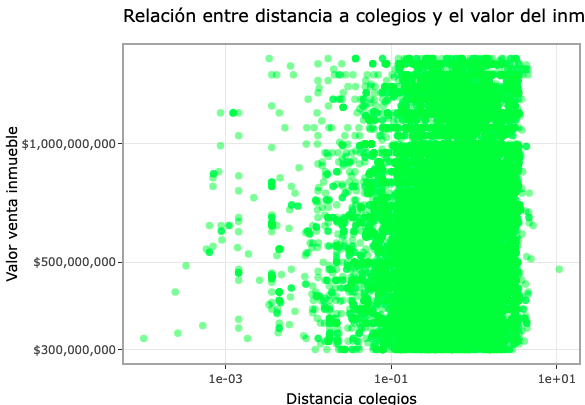 Relación entre distancia a colegios y el valor del inm
Valor venta inmueble
$1,000,000,000
$500,000,000
$300,000,000
1e-03
1e-01
1e+01
Distancia colegios